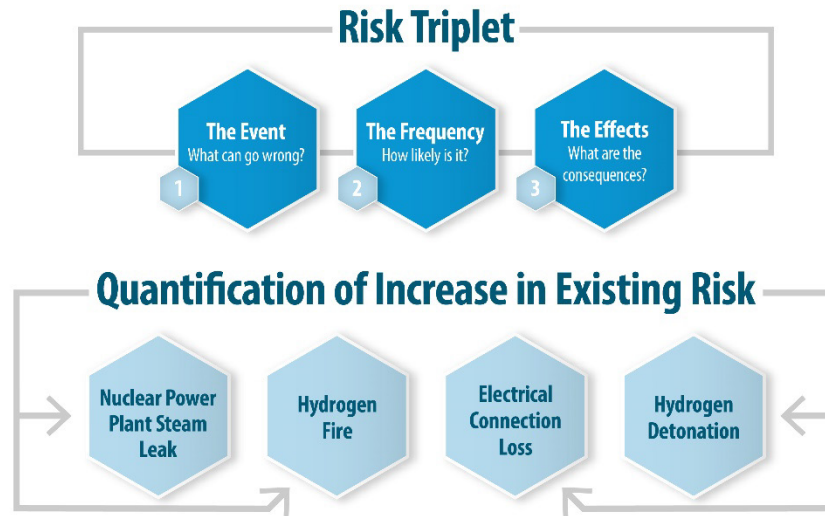 Risk Triplet
The Event
What can go wrong?
1
The Frequency
How likely is it?
2
The Effects
What are the
consequences?
3
Quantification of Increase in Existing Risk
Nuclear Power
Plant Steam
Leak
Hydrogen
Fire
Electrical
Connection
Loss
Hydrogen
Detonation